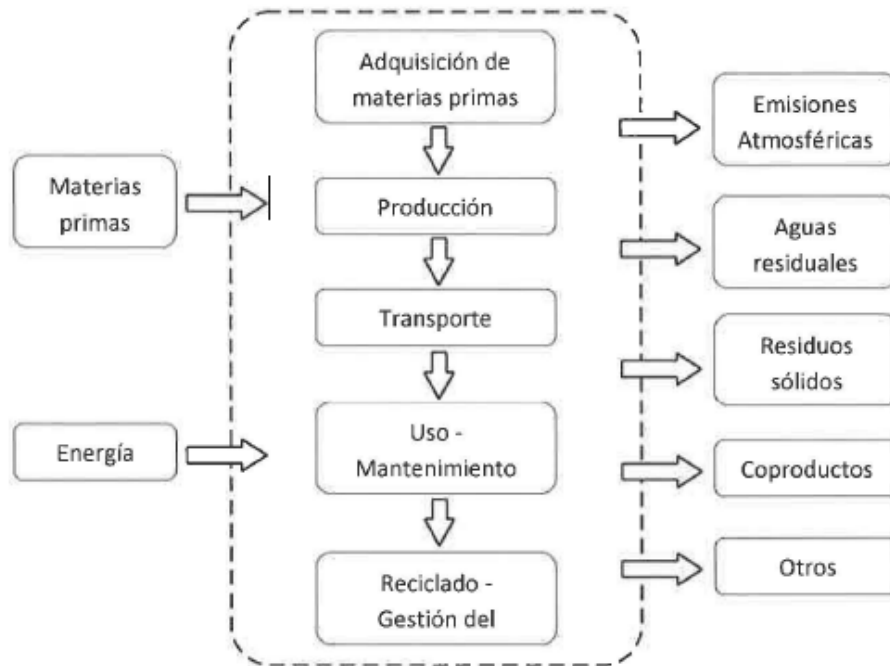 Adquisición de
materias primas
Producción
Transporte
Uso -
Mantenimiento
Reciclado -
Gestión del
Materias
primas
Energía
Emisiones
Atmosféricas
Aguas
residuales
Residuos
sólidos
Coproductos
Otros